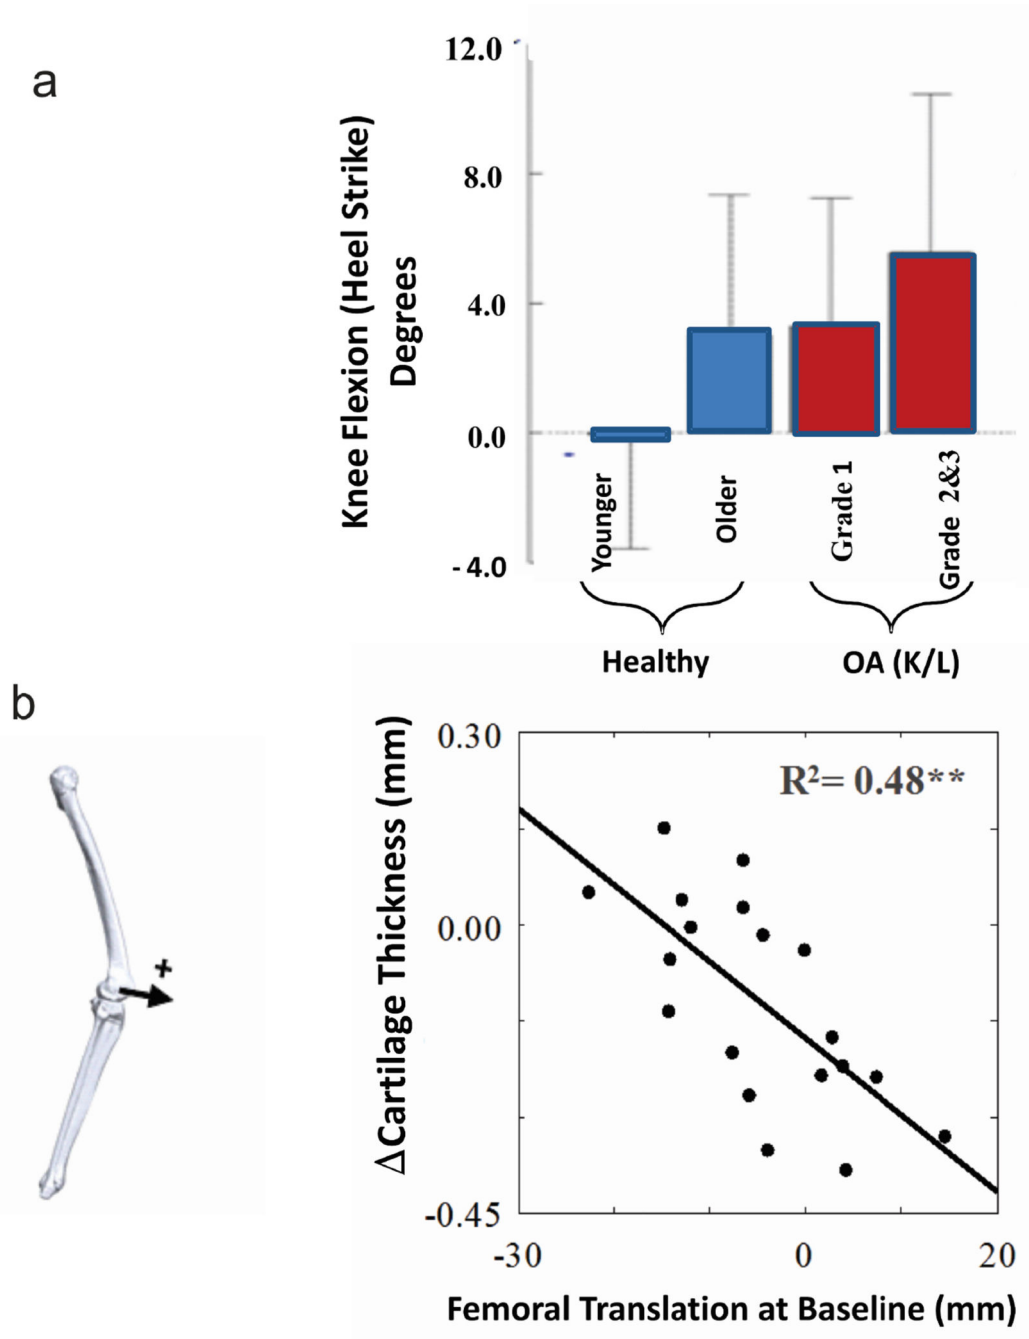 a
12.0
8.0
4.0
0.0
- 4.0
Knee Flexion (Heel Strike)
Degrees
Younger
Older
Grade 1
Grade 2&3
Healthy
OA (K/L)
b
+
ΔCartilage Thickness (mm)
0.30
0.00
-0.45
R²= 0.48**
-30
0
20
Femoral Translation at Baseline (mm)